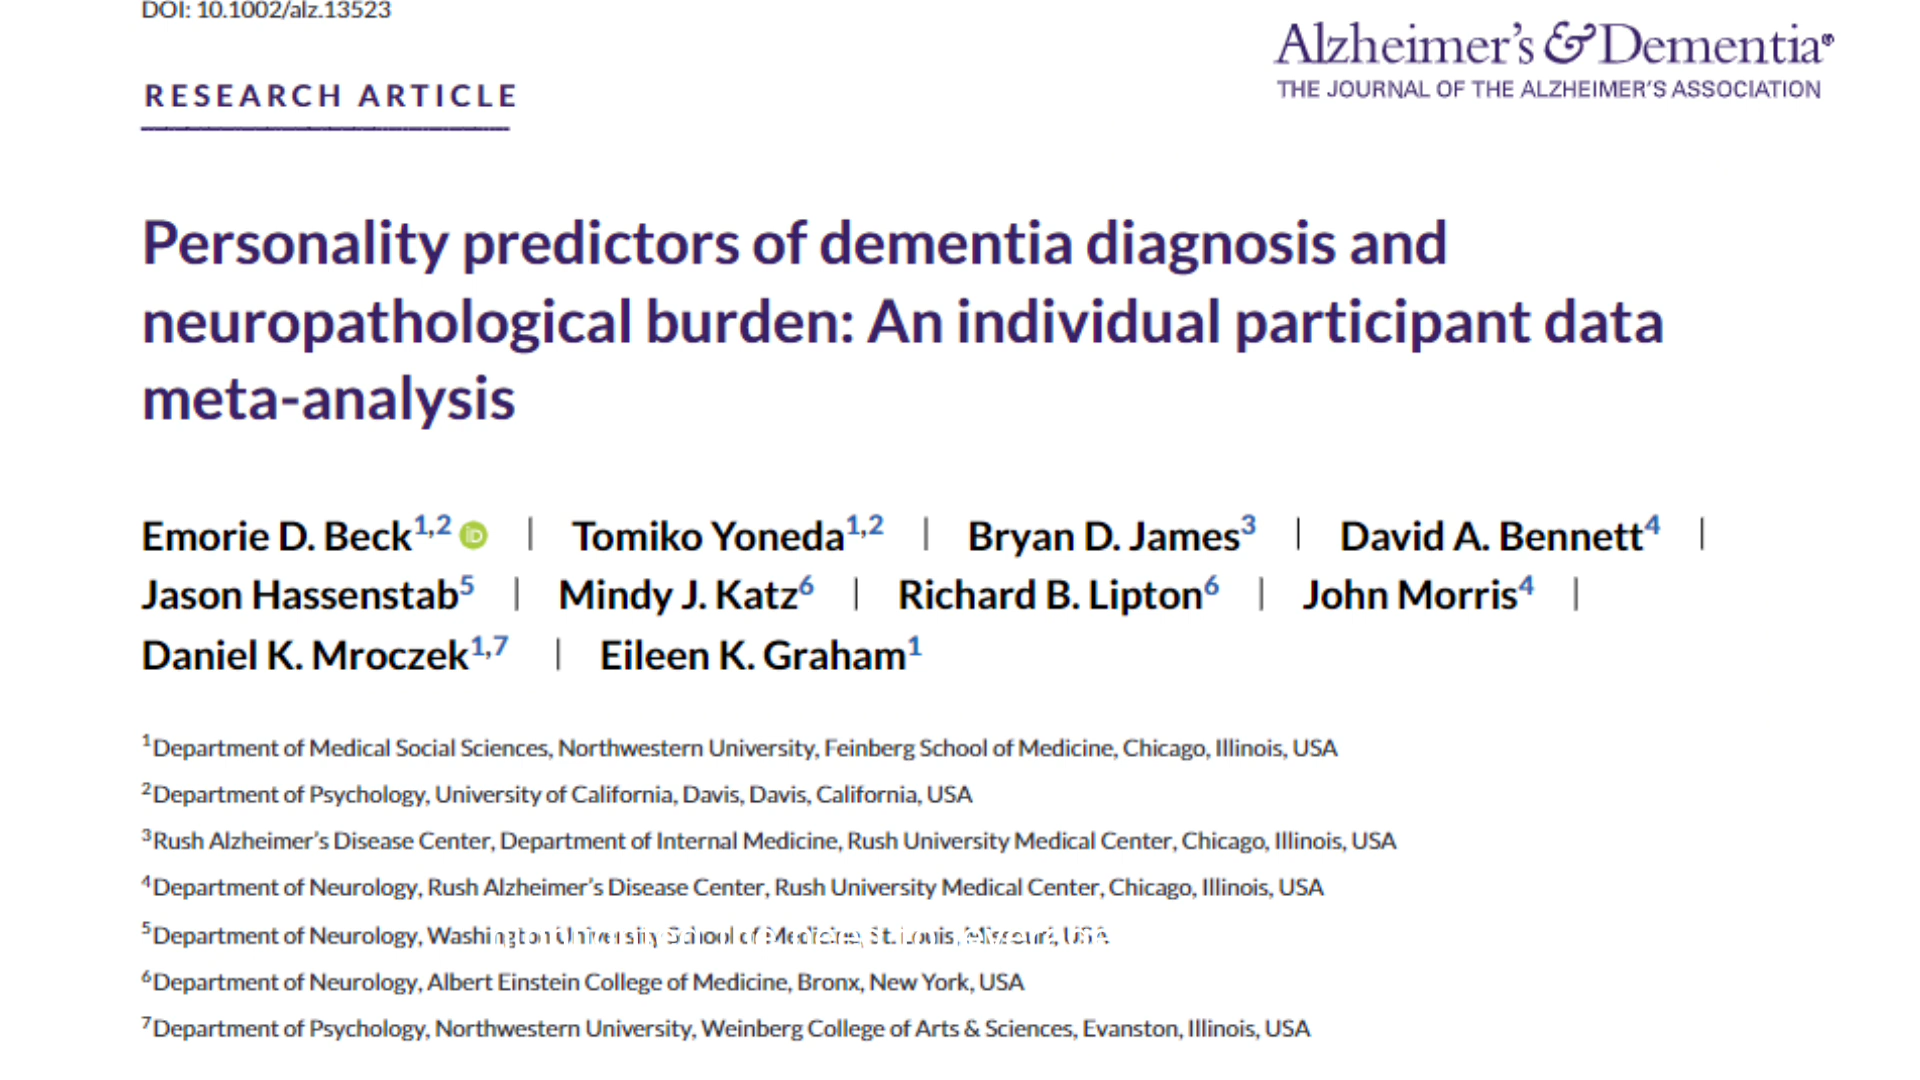 DOI: 10.1002/alz.13523
Alzheimer's & Dementia®
THE JOURNAL OF THE ALZHEIMER'S ASSOCIATION
RESEARCH ARTICLE
Personality predictors of dementia diagnosis and
neuropathological burden: An individual participant data
meta-analysis
Emorie D. Beck1,2 iD | Tomiko Yoneda1,2 | Bryan D. James3 | David A. Bennett4 |
Jason Hassenstab5 | Mindy J. Katz6 | Richard B. Lipton6 | John Morris4 |
Daniel K. Mroczek1,7 | Eileen K. Graham1
1Department of Medical Social Sciences, Northwestern University, Feinberg School of Medicine, Chicago, Illinois, USA
2Department of Psychology, University of California, Davis, Davis, California, USA
3Rush Alzheimer's Disease Center, Department of Internal Medicine, Rush University Medical Center, Chicago, Illinois, USA
4Department of Neurology, Rush Alzheimer's Disease Center, Rush University Medical Center, Chicago, Illinois, USA
5Department of Neurology, Washington University School of Medicine, St. Louis, Missouri, USA
6Department of Neurology, Albert Einstein College of Medicine, Bronx, New York, USA
7Department of Psychology, Northwestern University, Weinberg College of Arts & Sciences, Evanston, Illinois, USA